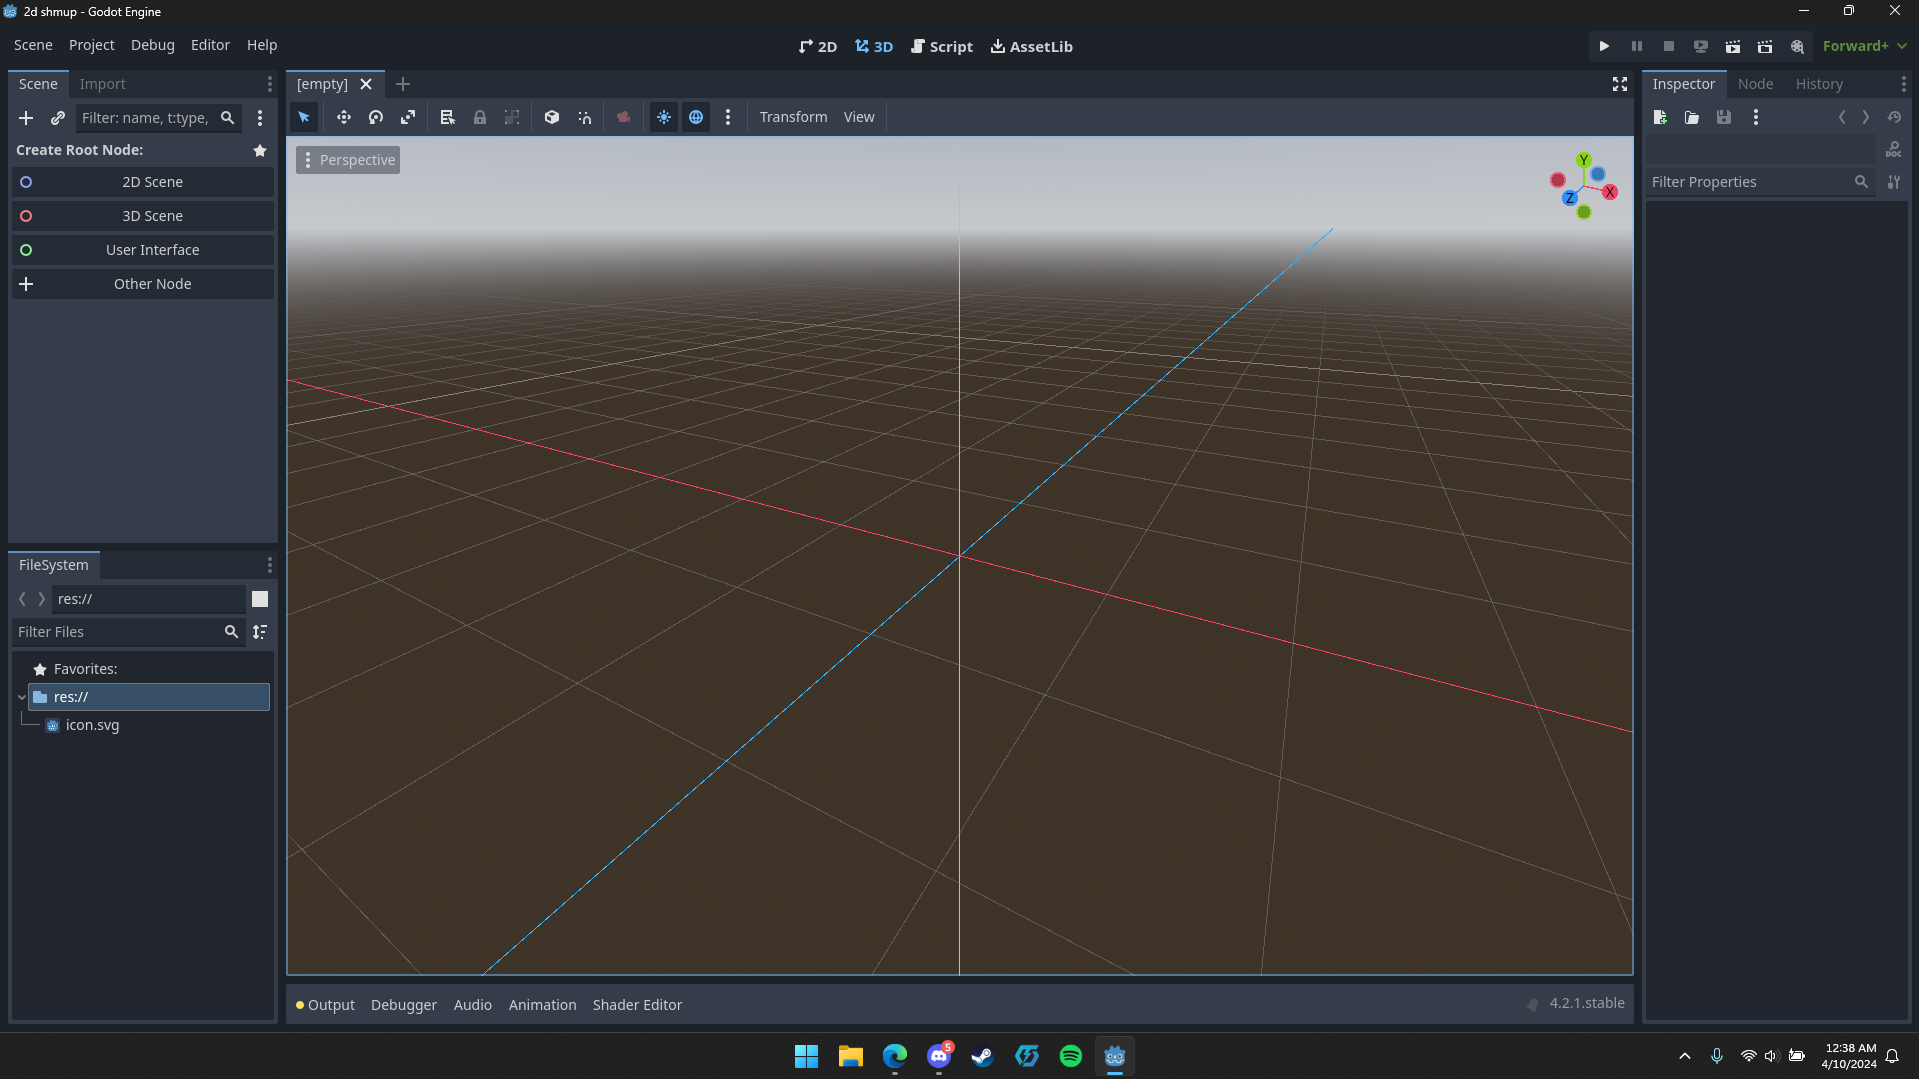 2d shmup - Godot Engine
Scene Project Debug Editor Help
2D 3D Script AssetLib
Forward+
Scene Import
[empty]
Inspector Node History
Filter: name, t:type,
Transform View
Create Root Node:
Perspective
2D Scene
3D Scene
User Interface
Other Node
Y
X
Z
DOC
Filter Properties
FileSystem
res://
Filter Files
Favorites:
res://
icon.svg
Output Debugger Audio Animation Shader Editor
4.2.1.stable
5
12:38 AM
4/10/2024